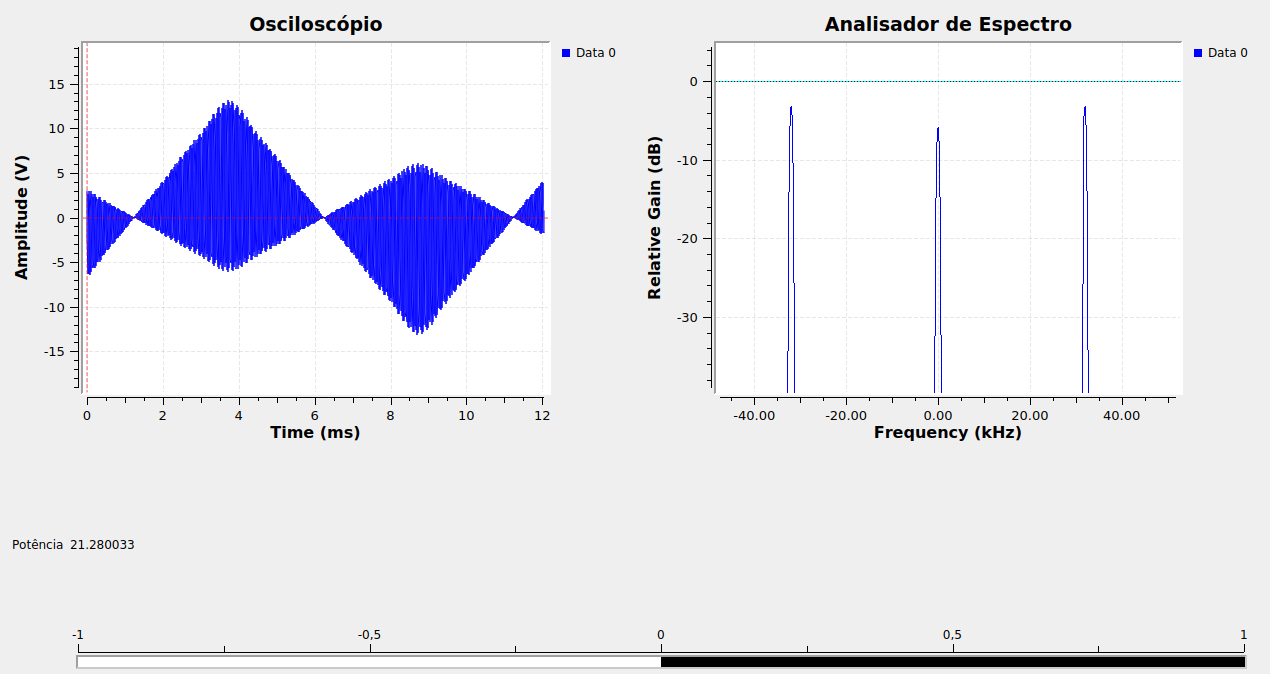 Osciloscópio
Data 0
Amplitude (V)
15
10
5
0
-5
-10
-15
0 2 4 6 8 10 12
Time (ms)
Analisador de Espectro
Data 0
Relative Gain (dB)
0
-10
-20
-30
-40.00 -20.00 0.00 20.00 40.00
Frequency (kHz)
Potência 21.280033
-1 -0,5 0 0,5 1